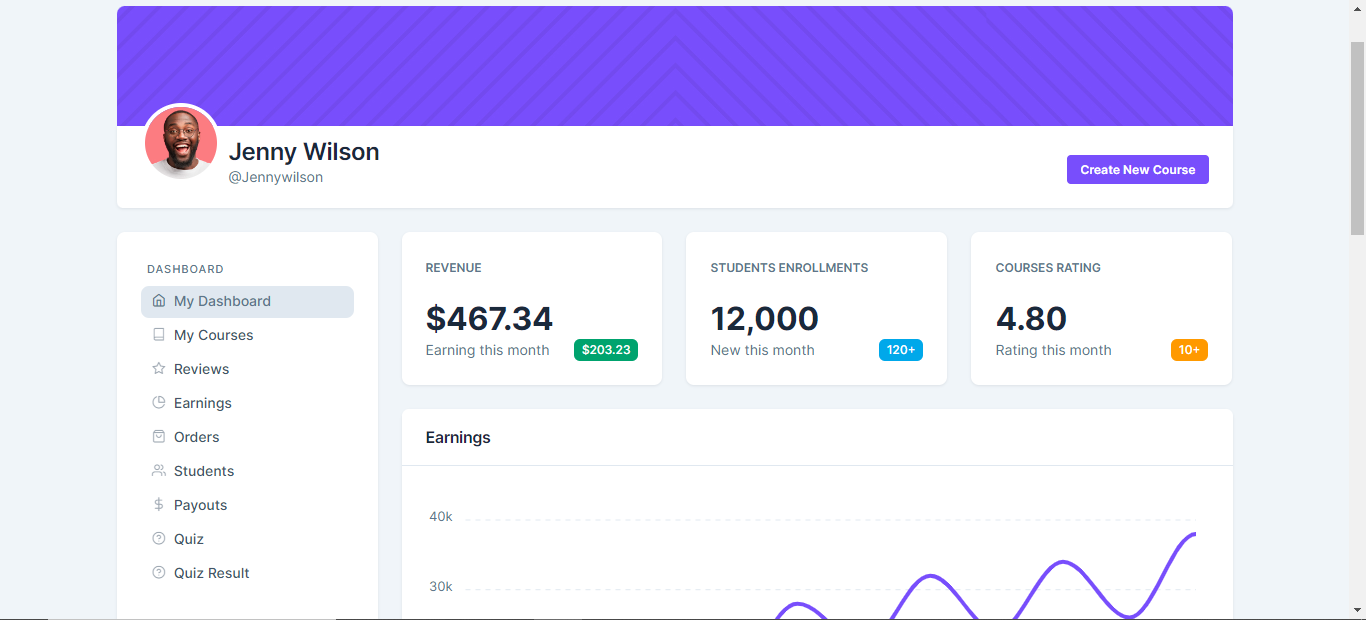 Jenny Wilson
@Jennywilson
Create New Course
DASHBOARD
My Dashboard
My Courses
Reviews
Earnings
Orders
Students
Payouts
Quiz
Quiz Result
REVENUE
$467.34
Earning this month
$203.23
STUDENTS ENROLLMENTS
12,000
New this month
120+
COURSES RATING
4.80
Rating this month
10+
Earnings
40k
30k